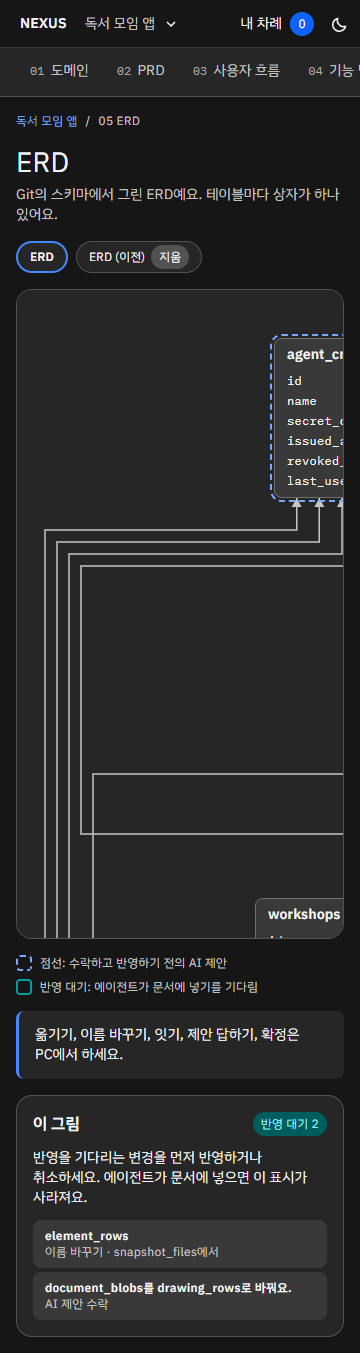 NEXUS 독서 모임 앱 내 차례 0
01 도메인 02 PRD 03 사용자 흐름 04 기능
독서 모임 앱 / 05 ERD
ERD
Git의 스키마에서 그린 ERD예요. 테이블마다 상자가 하나
있어요.
ERD ERD (이전) 지움
id
name
workshops
점선: 수락하고 반영하기 전의 AI 제안
반영 대기: 에이전트가 문서에 넣기를 기다림
옮기기, 이름 바꾸기, 잇기, 제안 답하기, 확정은
PC에서 하세요.
이 그림 반영 대기 2
반영을 기다리는 변경을 먼저 반영하거나
취소하세요. 에이전트가 문서에 넣으면 이 표시가
사라져요.
element_rows
이름 바꾸기 · snapshot_files에서
document_blobs를 drawing_rows로 바꿔요.
AI 제안 수락